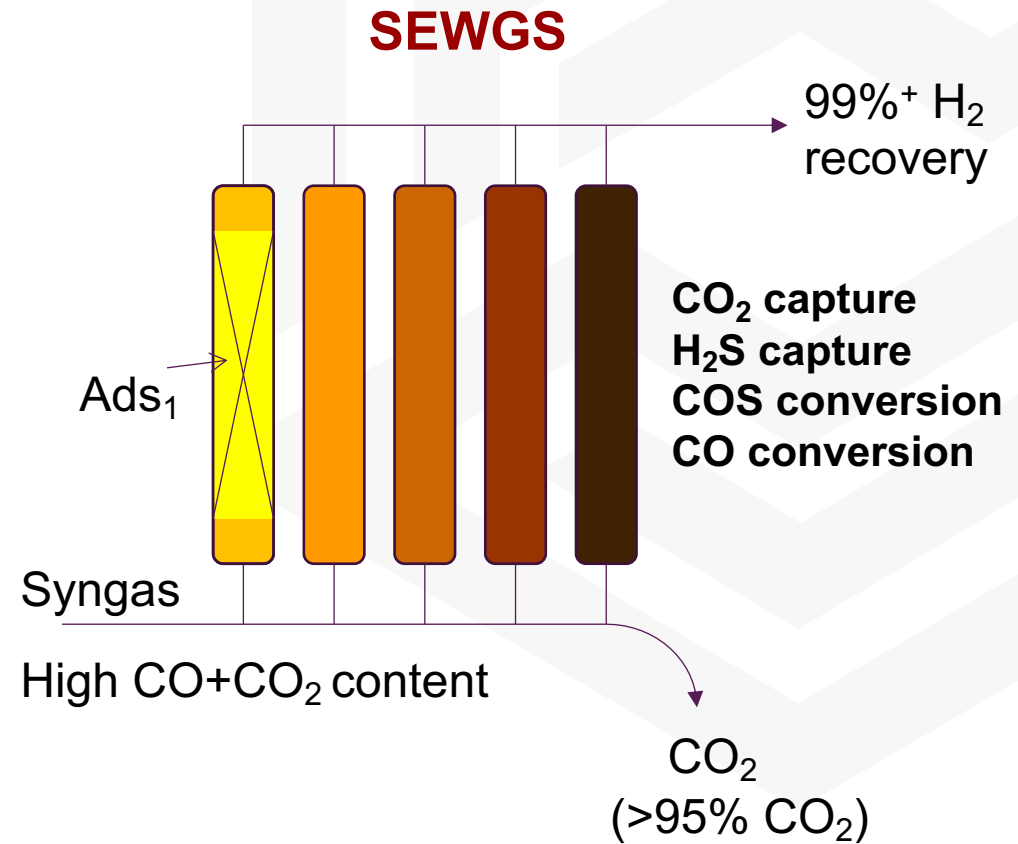 SEWGS
99%⁺ H₂
recovery
CO₂ capture
H₂S capture
COS conversion
CO conversion
Ads₁
Syngas
High CO+CO₂ content
CO₂
(>95% CO₂)